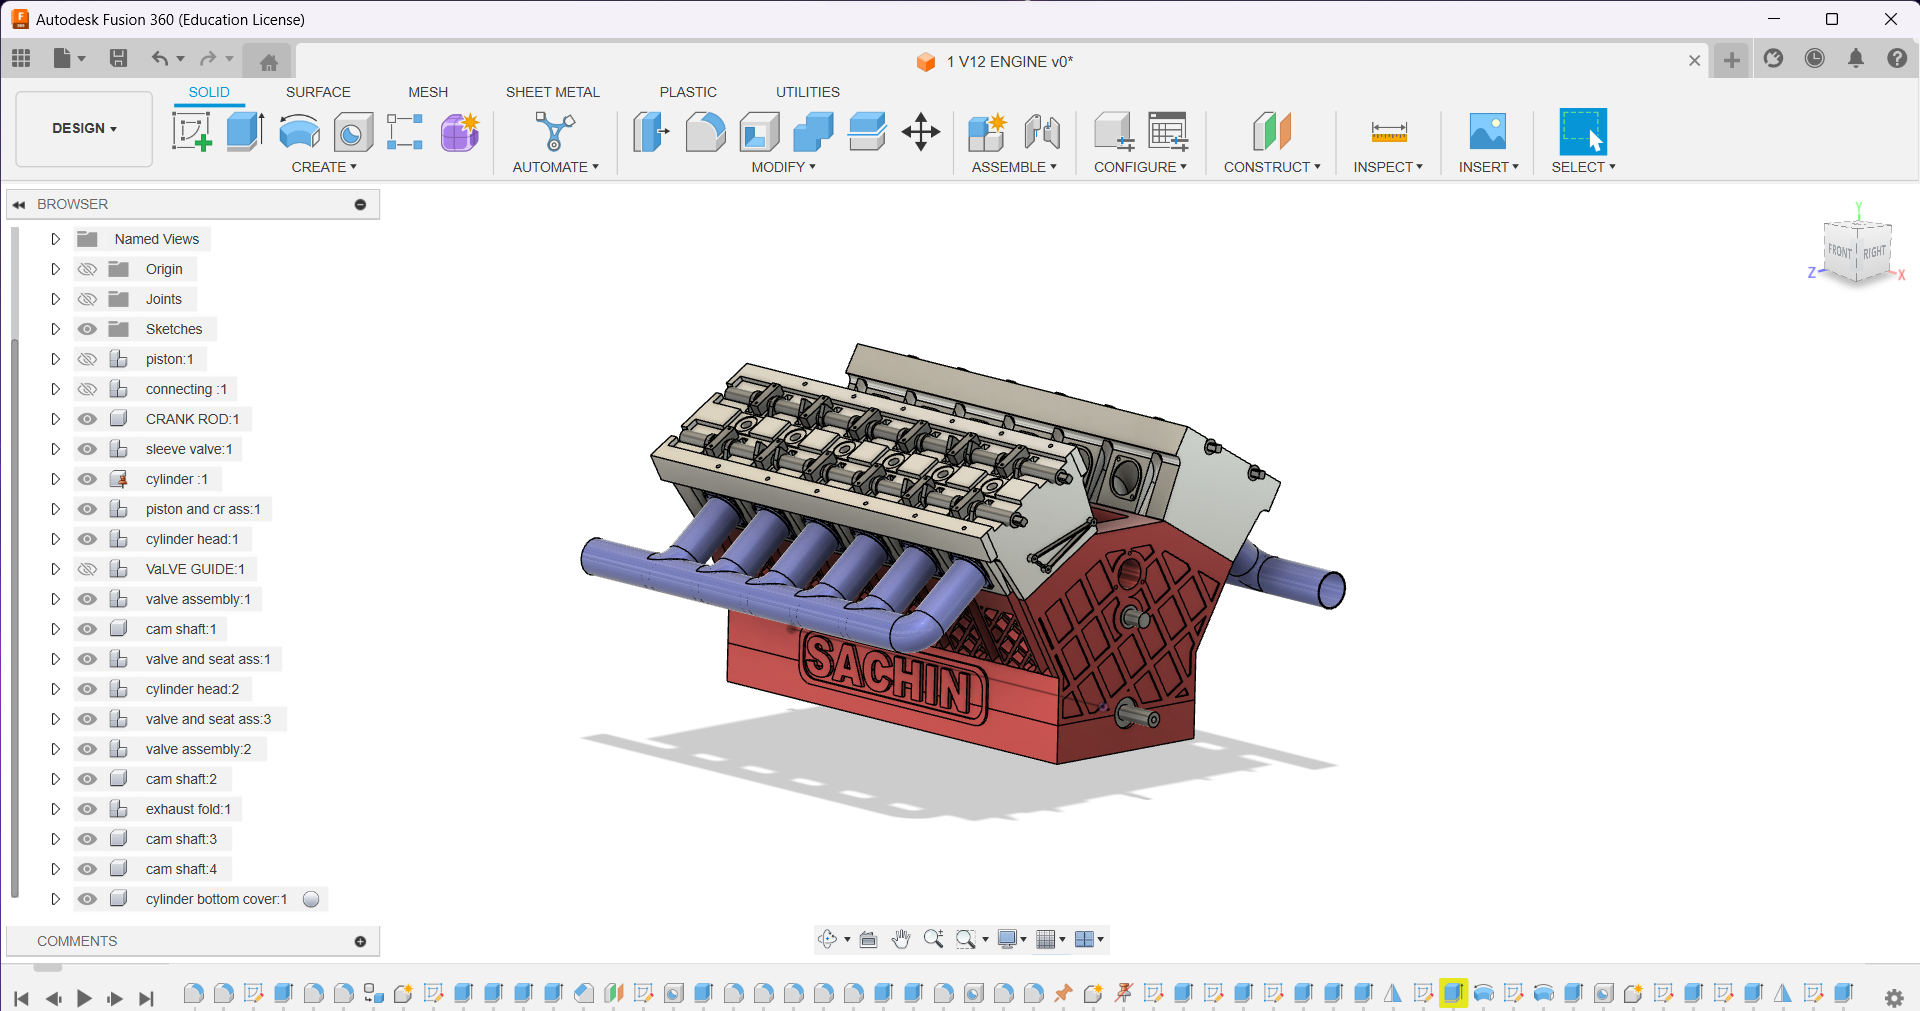 Autodesk Fusion 360 (Education License)
1 V12 ENGINE v0*
SOLID SURFACE MESH SHEET METAL PLASTIC UTILITIES
DESIGN
CREATE AUTOMATE MODIFY ASSEMBLE CONFIGURE CONSTRUCT INSPECT INSERT SELECT
BROWSER
Named Views
Origin
Joints
Sketches
piston:1
connecting :1
CRANK ROD:1
sleeve valve:1
cylinder :1
piston and cr ass:1
cylinder head:1
VaLVE GUIDE:1
valve assembly:1
cam shaft:1
valve and seat ass:1
cylinder head:2
valve and seat ass:3
valve assembly:2
cam shaft:2
exhaust fold:1
cam shaft:3
cam shaft:4
cylinder bottom cover:1
COMMENTS
Y
FRONT RIGHT
Z X
SACHIN